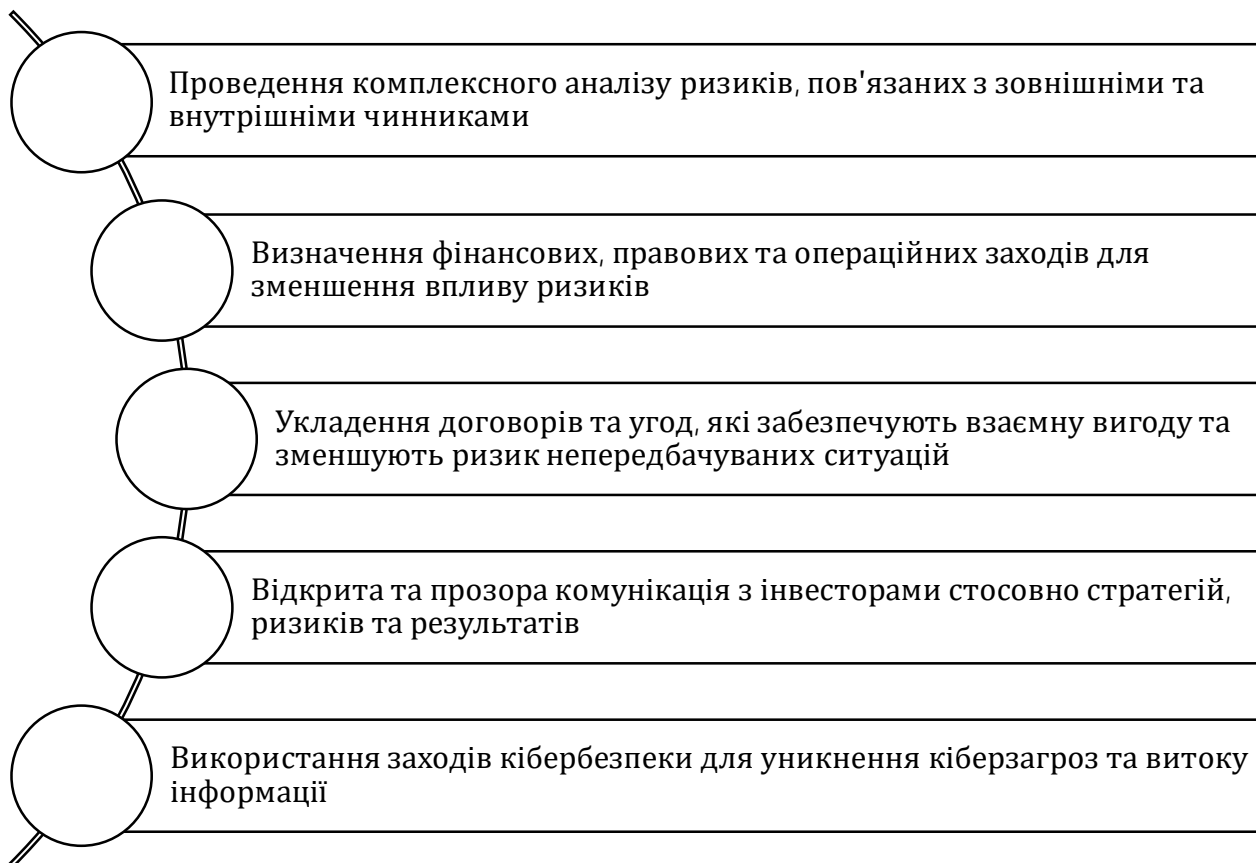 Проведення комплексного аналізу ризиків, пов'язаних з зовнішніми та
внутрішніми чинниками
Визначення фінансових, правових та операційних заходів для
зменшення впливу ризиків
Укладення договорів та угод, які забезпечують взаємну вигоду та
зменшують ризик непередбачуваних ситуацій
Відкрита та прозора комунікація з інвесторами стосовно стратегій,
ризиків та результатів
Використання заходів кібербезпеки для уникнення кіберзагроз та витоку
інформації